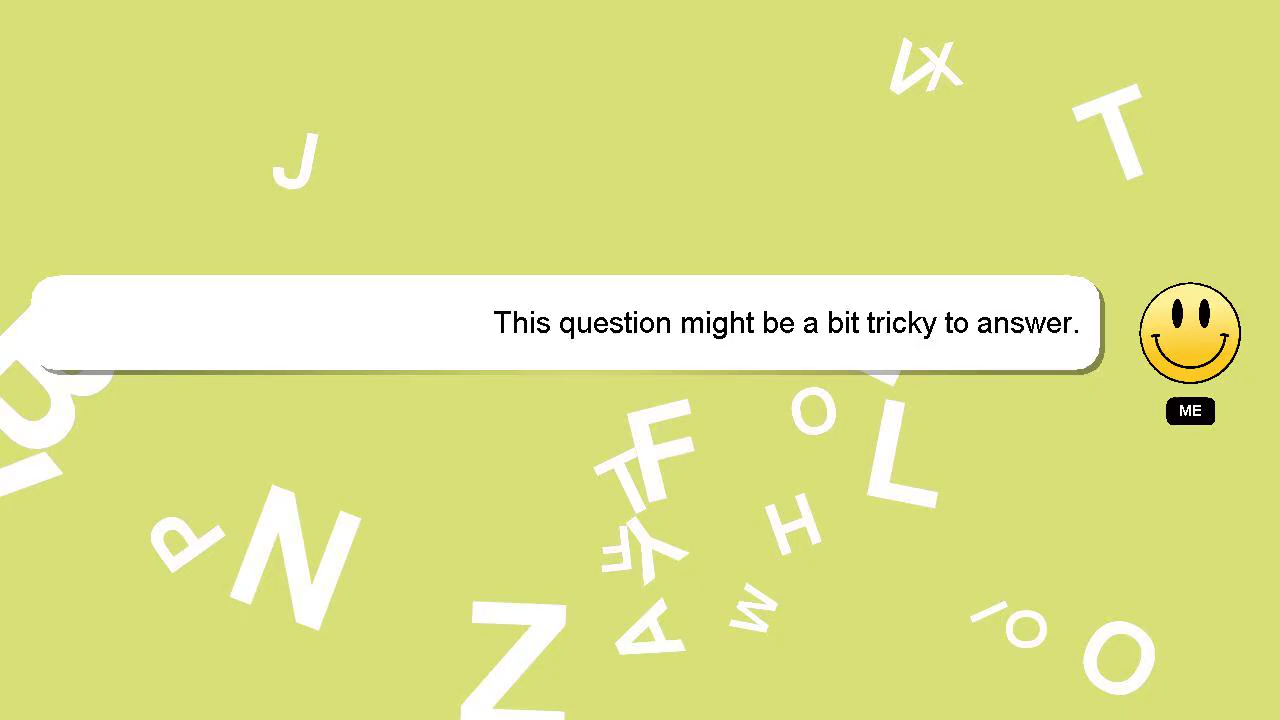 V
X
T
J
This question might be a bit tricky to answer.
ME
B
L
O
F
T
I
P
N
H
F
Y
W
A
Z
I
O
O